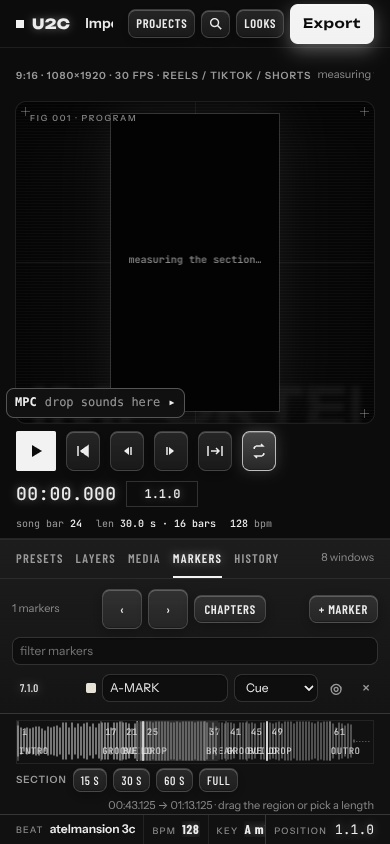 U2C Imp PROJECTS LOOKS Export
9:16 · 1080×1920 · 30 FPS · REELS / TIKTOK / SHORTS measuring
FIG 001 · PROGRAM
measuring the section…
MPC drop sounds here ▸
00:00.000 1.1.0
song bar 24 len 30.0 s · 16 bars 128 bpm
PRESETS LAYERS MEDIA MARKERS HISTORY 8 windows
1 markers ‹ › CHAPTERS + MARKER
filter markers
7.1.0 A-MARK Cue ◎ ×
1 17 21 25 37 41 45 49 61
INTRO DROP DROP OUTRO
SECTION 15 S 30 S 60 S FULL
00:43.125 → 01:13.125 · drag the region or pick a length
BEAT atelmansion 3c BPM 128 KEY A m POSITION 1.1.0